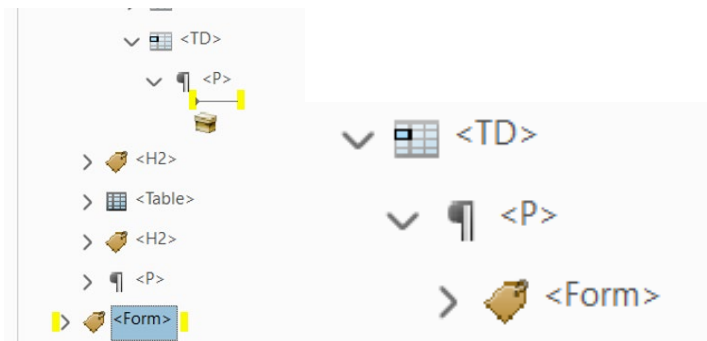 <TD>
<P>
<H2>
<Table>
<H2>
<P>
<Form>
<TD>
<P>
<Form>